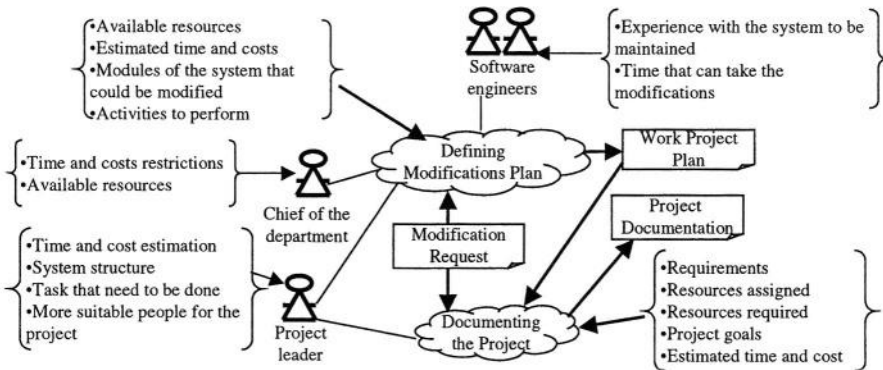 •Available resources
•Estimated time and costs
•Modules of the system that
could be modified
•Activities to perform
Software
engineers
•Experience with the system to be
maintained
•Time that can take the
modifications
•Time and costs restrictions
•Available resources
Chief of the
department
Defining
Modifications Plan
Work Project
Plan
Project
Documentation
Modification
Request
•Time and cost estimation
•System structure
•Task that need to be done
•More suitable people for the
project
Project
leader
Documenting
the Project
•Requirements
•Resources assigned
•Resources required
•Project goals
•Estimated time and cost